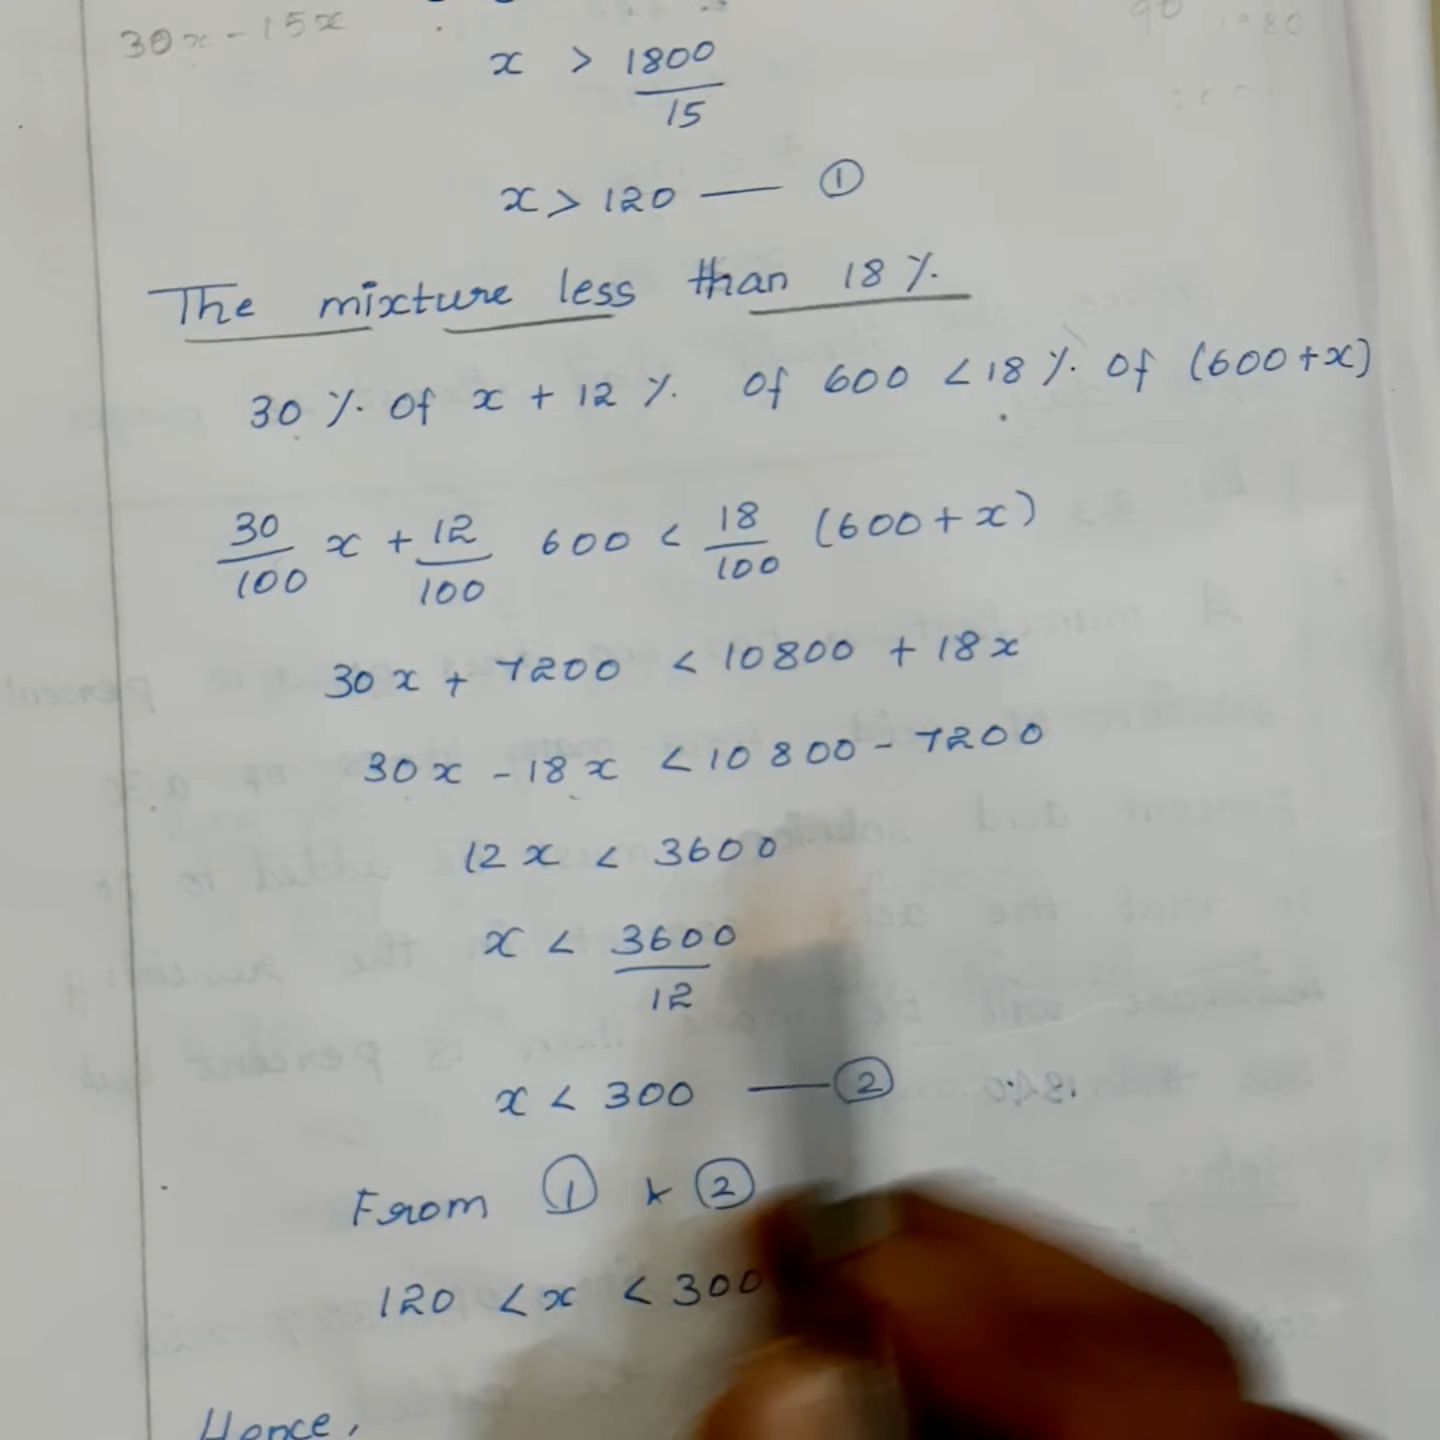 30x - 15x
x > 1800/15
x > 120 — ①
The mixture less than 18 %.
30 % of x + 12 % of 600 < 18 % of (600 + x)
30/100 x + 12/100 600 < 18/100 (600 + x)
30x + 7200 < 10800 + 18x
30x - 18x < 10800 - 7200
12x < 3600
x < 3600/12
x < 300 — ②
From ① & ②
120 < x < 300
Hence,